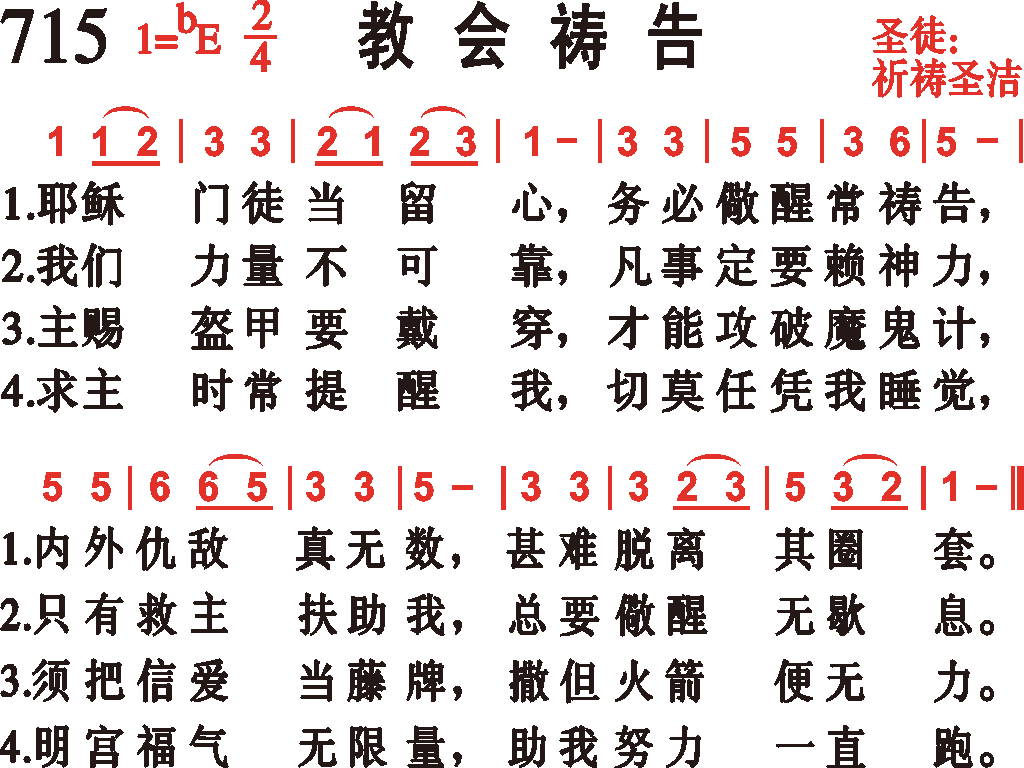 715 1=♭E 2/4 教会祷告 圣徒：
祈祷圣洁
1 1 2 | 3 3 | 2 1 2 3 | 1 – | 3 3 | 5 5 | 3 6 | 5 – |
1.耶稣 门徒当留 心，务必儆醒常祷告，
2.我们 力量不可 靠，凡事定要赖神力，
3.主赐 盔甲要戴 穿，才能攻破魔鬼计，
4.求主 时常提醒 我，切莫任凭我睡觉，
5 5 | 6 6 5 | 3 3 | 5 – | 3 3 | 3 2 3 | 5 3 2 | 1 – ‖
1.内外仇敌 真无数，甚难脱离 其圈 套。
2.只有救主 扶助我，总要儆醒 无歇 息。
3.须把信爱 当藤牌，撒但火箭 便无 力。
4.明宫福气 无限量，助我努力 一直 跑。